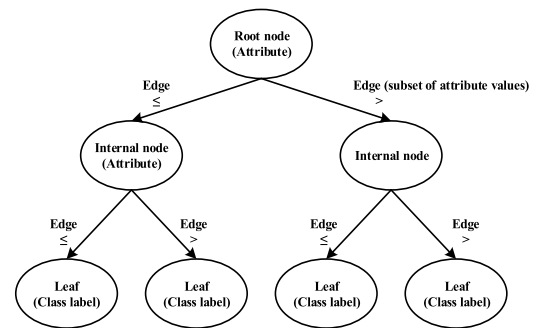 Root node
(Attribute)
Edge
≤
Edge (subset of attribute values)
>
Internal node
(Attribute)
Internal node
Edge
≤
Edge
>
Edge
≤
Edge
>
Leaf
(Class label)
Leaf
(Class label)
Leaf
(Class label)
Leaf
(Class label)